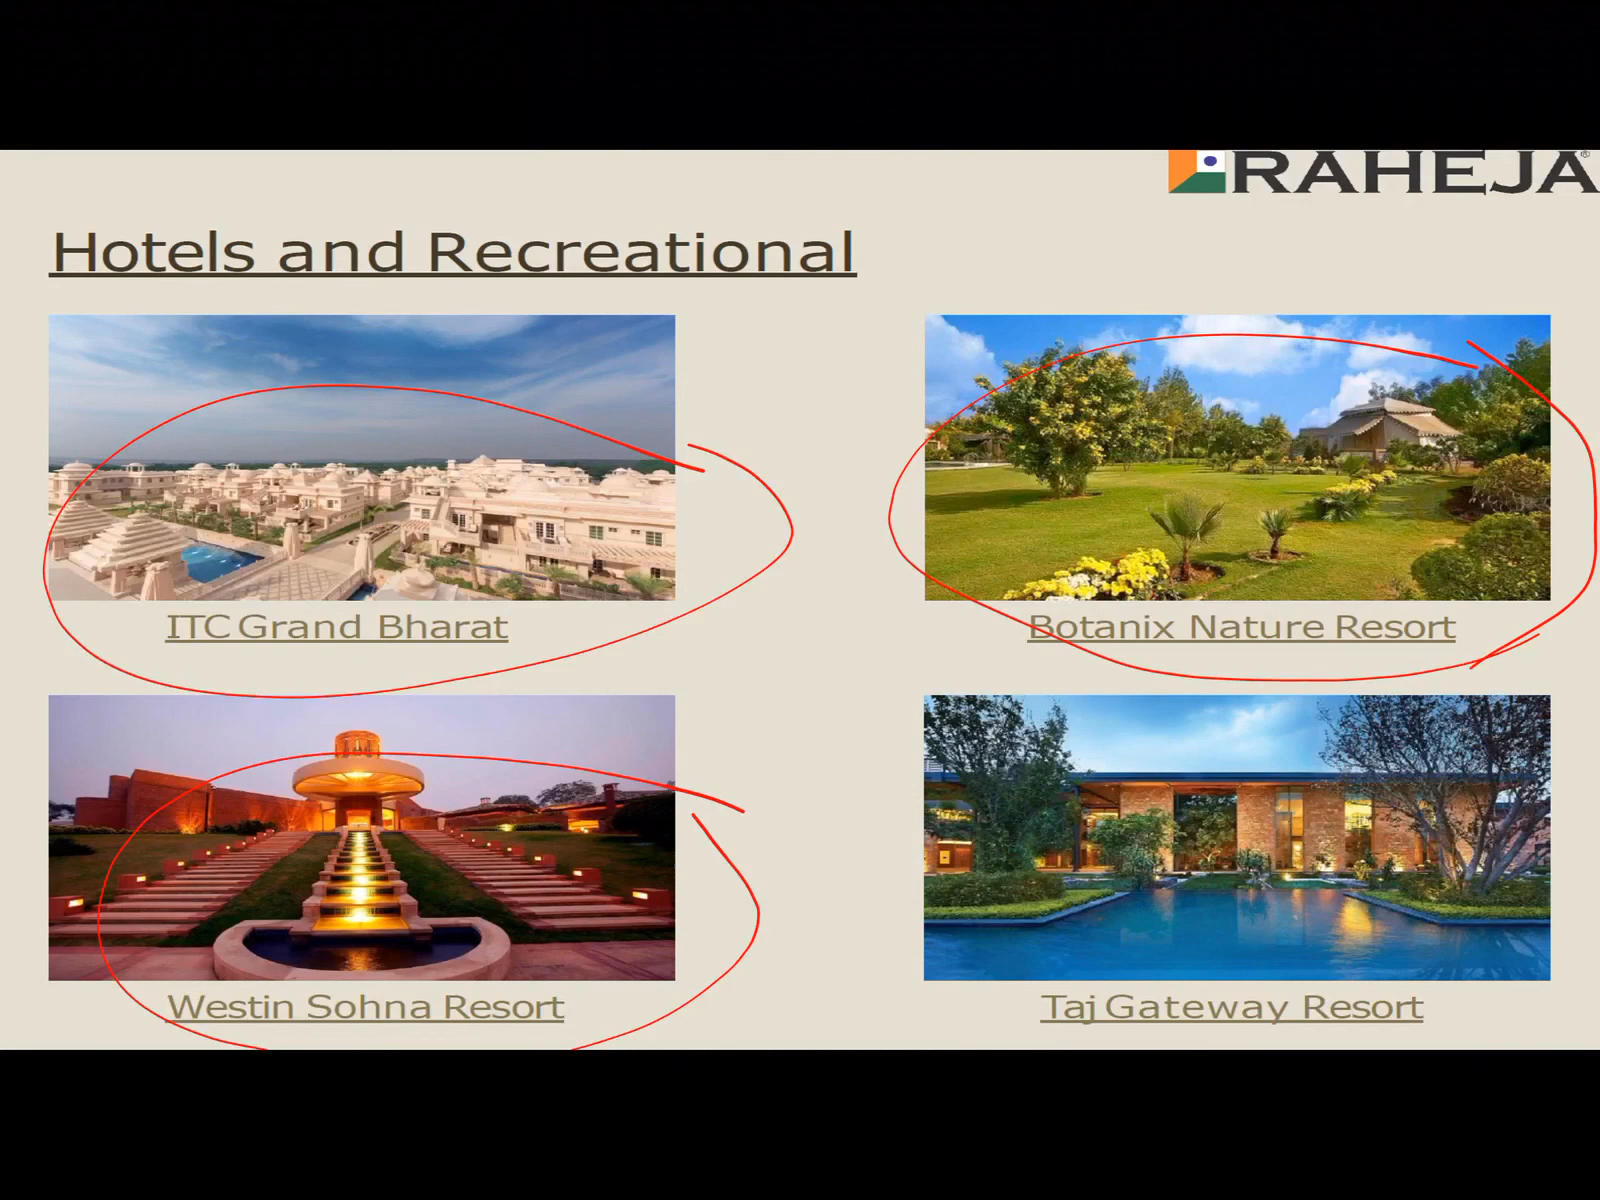 RAHEJA®
Hotels and Recreational
ITC Grand Bharat
Botanix Nature Resort
Westin Sohna Resort
Taj Gateway Resort